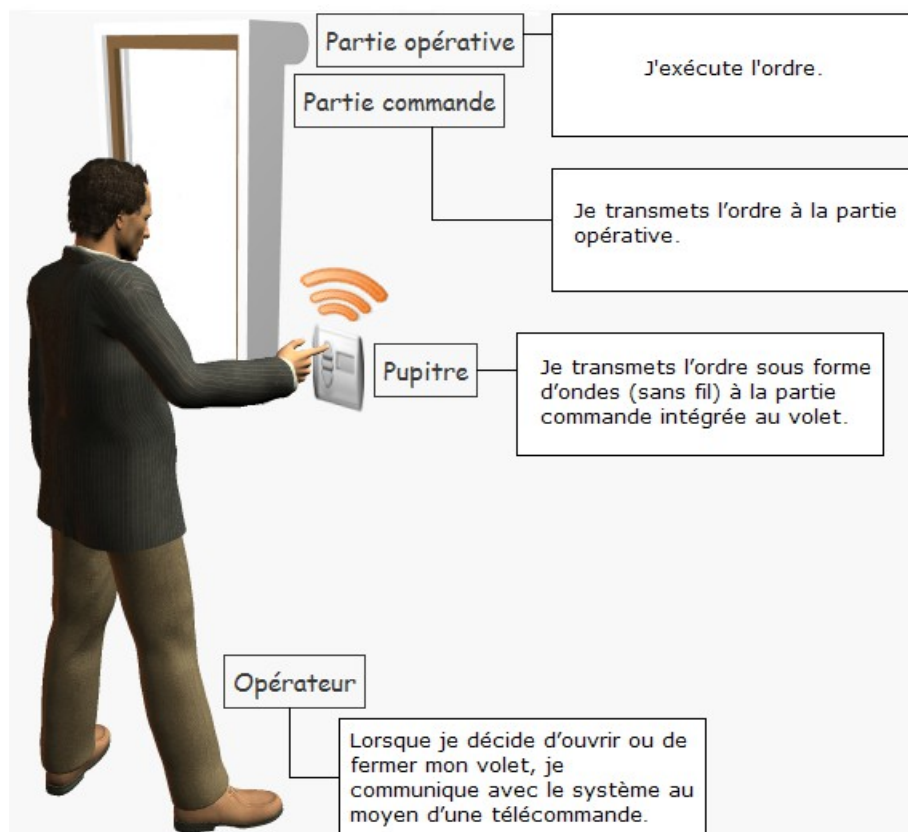 Partie opérative
J'exécute l'ordre.
Partie commande
Je transmets l’ordre à la partie
opérative.
Pupitre
Je transmets l’ordre sous forme
d’ondes (sans fil) à la partie
commande intégrée au volet.
Opérateur
Lorsque je décide d’ouvrir ou de
fermer mon volet, je
communique avec le système au
moyen d’une télécommande.